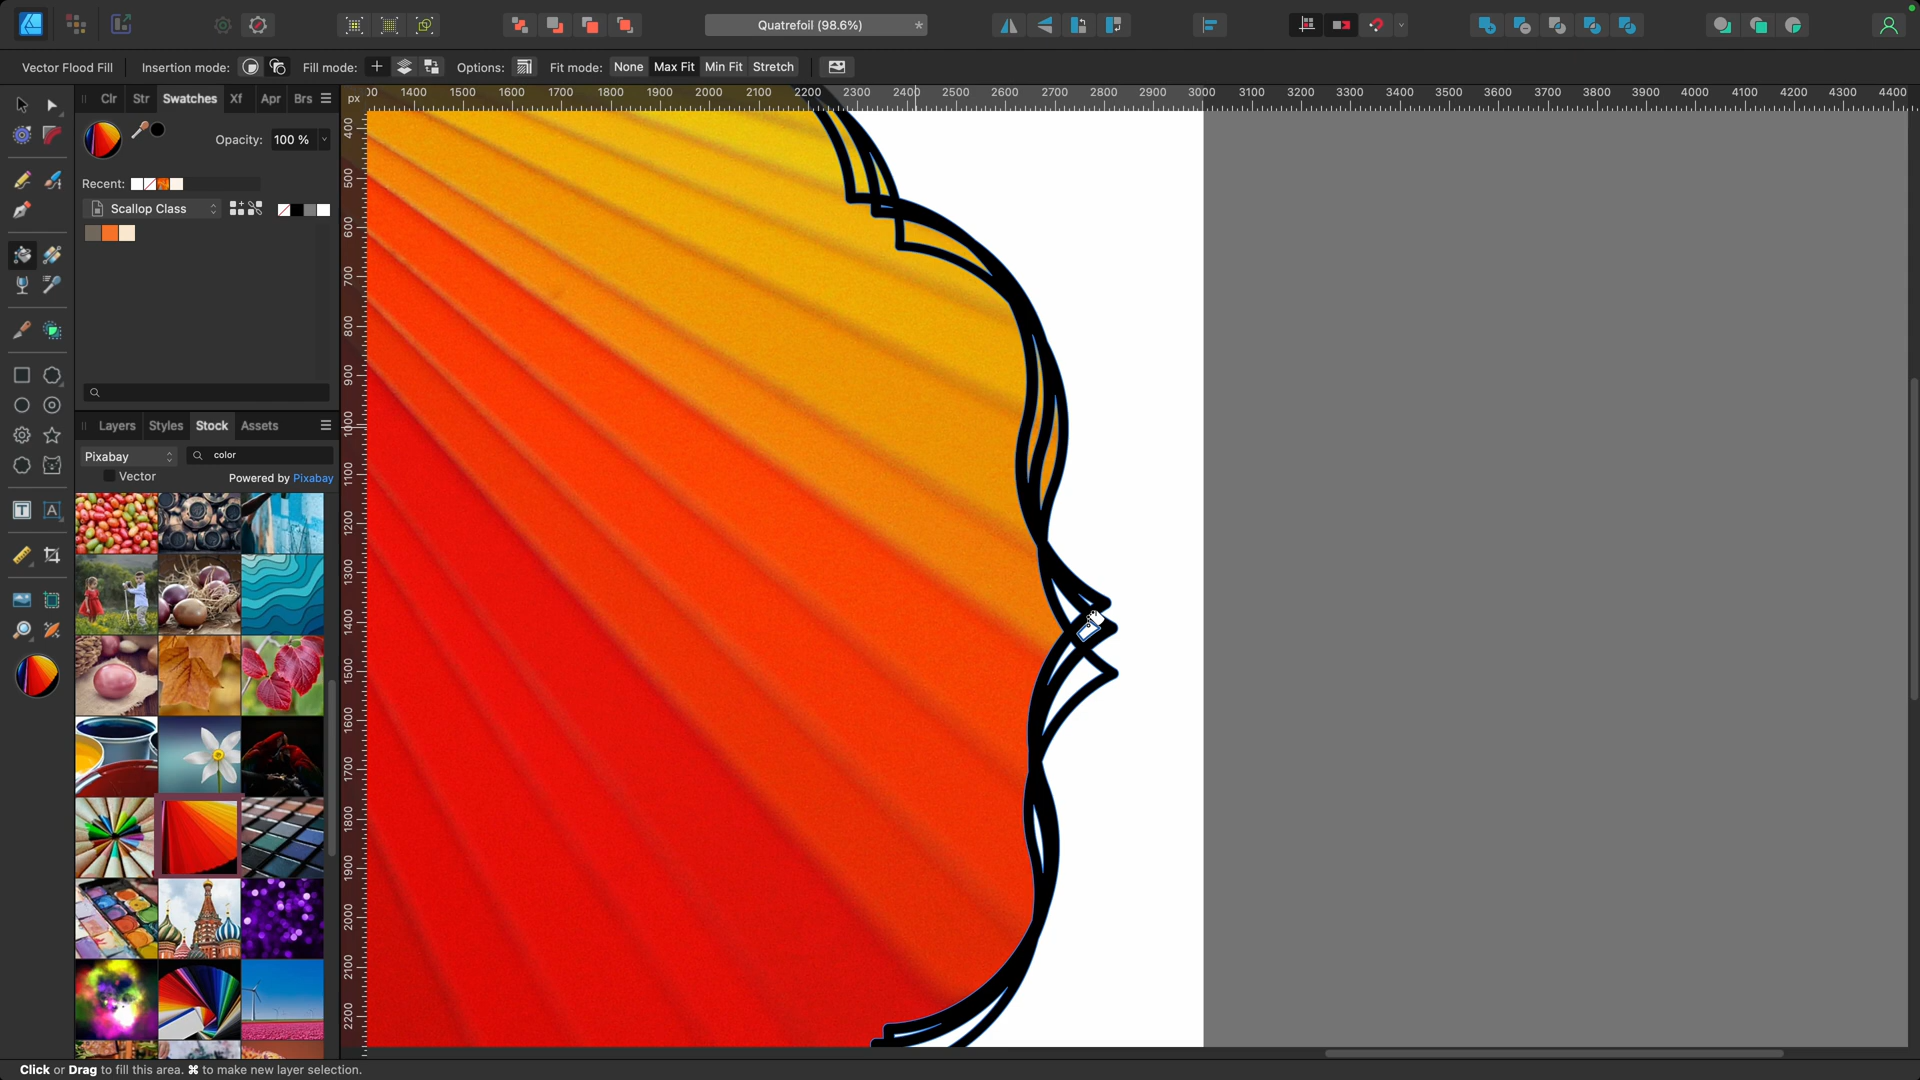 Quatrefoil (98.6%)
*
Vector Flood Fill
Insertion mode:
Fill mode:
Options:
Fit mode:
None
Max Fit
Min Fit
Stretch
Clr
Str
Swatches
Xf
Apr
Brs
px
00 1400 1500 1600 1700 1800 1900 2000 2100 2200 2300 2400 2500 2600 2700 2800 2900 3000 3100 3200 3300 3400 3500 3600 3700 3800 3900 4000 4100 4200 4300 4400
Opacity: 100 %
Recent:
Scallop Class
400
500
600
700
800
900
1000
1100
1200
1300
1400
1500
1600
1700
1800
1900
2000
2100
2200
Layers
Styles
Stock
Assets
Pixabay
color
Vector
Powered by Pixabay
T
A
Click or Drag to fill this area. ⌘ to make new layer selection.